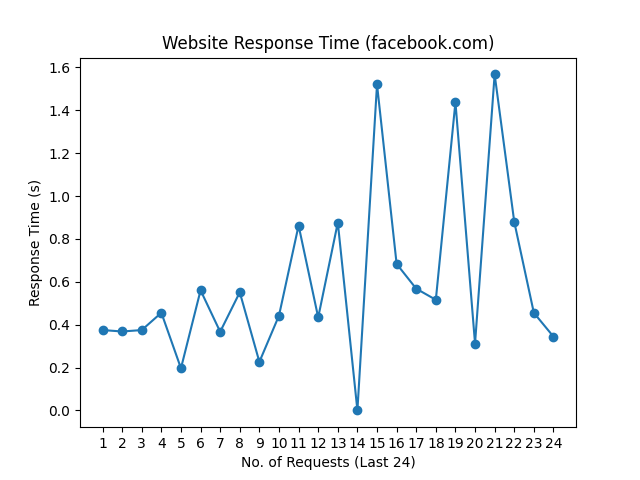 Website Response Time (facebook.com)
1.6
1.4
1.2
1.0
0.8
0.6
0.4
0.2
0.0
Response Time (s)
1 2 3 4 5 6 7 8 9 10 11 12 13 14 15 16 17 18 19 20 21 22 23 24
No. of Requests (Last 24)